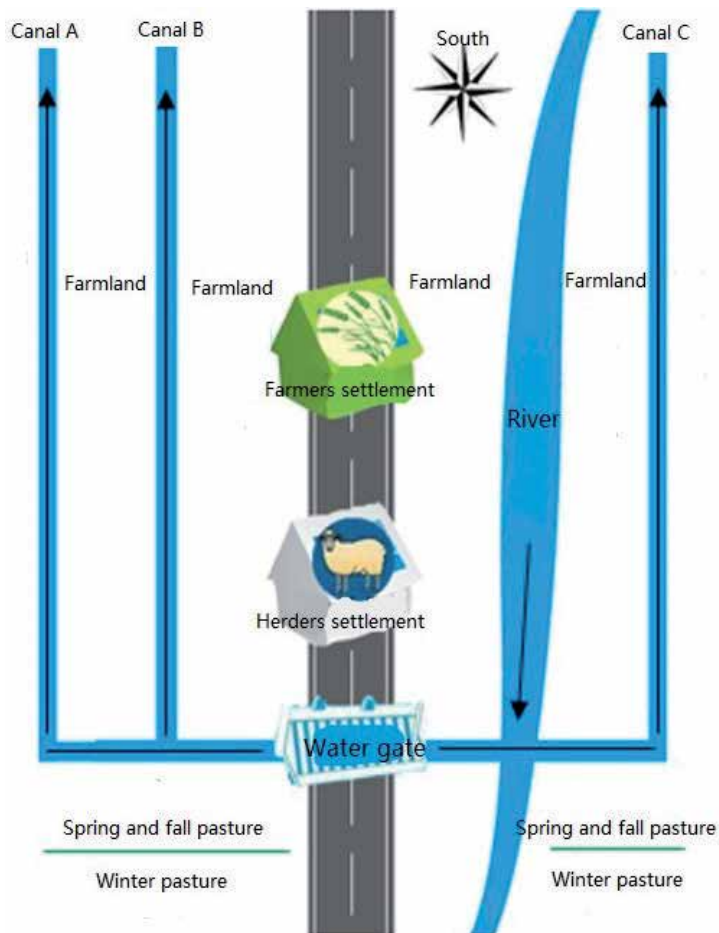 Canal A
Canal B
South
Canal C
Farmland
Farmland
Farmland
Farmland
Farmers settlement
River
Herders settlement
Water gate
Spring and fall pasture
Spring and fall pasture
Winter pasture
Winter pasture